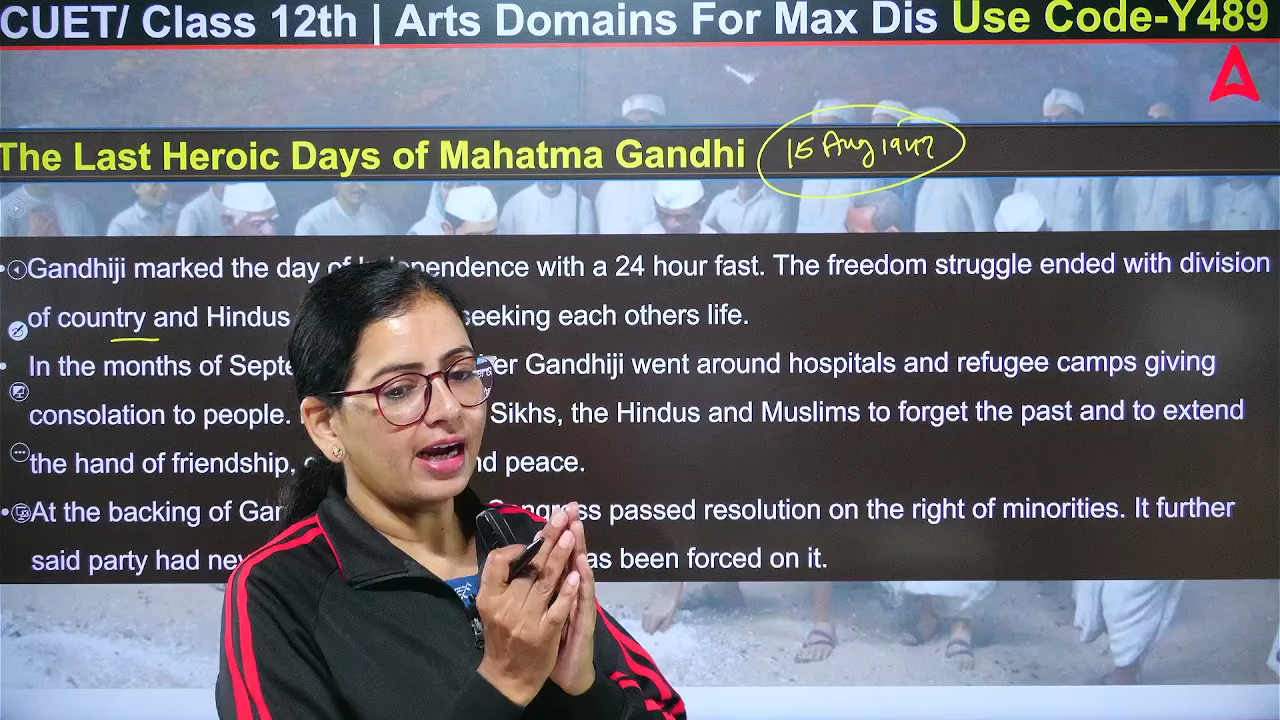 CUET/ Class 12th | Arts Domains For Max Dis Use Code-Y489
The Last Heroic Days of Mahatma Gandhi 15 Aug 1947
• Gandhiji marked the day of Independence with a 24 hour fast. The freedom struggle ended with division
of country and Hindus seeking each others life.
• In the months of Septe er Gandhiji went around hospitals and refugee camps giving
consolation to people. Sikhs, the Hindus and Muslims to forget the past and to extend
the hand of friendship, nd peace.
• At the backing of Gan ngress passed resolution on the right of minorities. It further
said party had nev as been forced on it.